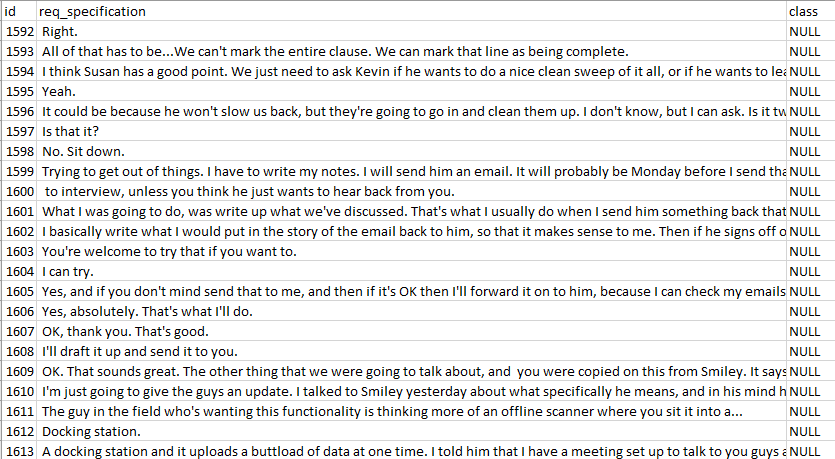 id req_specification class
1592 Right. NULL
1593 All of that has to be...We can't mark the entire clause. We can mark that line as being complete. NULL
1594 I think Susan has a good point. We just need to ask Kevin if he wants to do a nice clean sweep of it all, or if he wants to lea NULL
1595 Yeah. NULL
1596 It could be because he won't slow us back, but they're going to go in and clean them up. I don't know, but I can ask. Is it tw NULL
1597 Is that it? NULL
1598 No. Sit down. NULL
1599 Trying to get out of things. I have to write my notes. I will send him an email. It will probably be Monday before I send tha NULL
1600 to interview, unless you think he just wants to hear back from you. NULL
1601 What I was going to do, was write up what we've discussed. That's what I usually do when I send him something back that NULL
1602 I basically write what I would put in the story of the email back to him, so that it makes sense to me. Then if he signs off o NULL
1603 You're welcome to try that if you want to. NULL
1604 I can try. NULL
1605 Yes, and if you don't mind send that to me, and then if it's OK then I'll forward it on to him, because I can check my emails NULL
1606 Yes, absolutely. That's what I'll do. NULL
1607 OK, thank you. That's good. NULL
1608 I'll draft it up and send it to you. NULL
1609 OK. That sounds great. The other thing that we were going to talk about, and you were copied on this from Smiley. It says NULL
1610 I'm just going to give the guys an update. I talked to Smiley yesterday about what specifically he means, and in his mind h NULL
1611 The guy in the field who's wanting this functionality is thinking more of an offline scanner where you sit it into a... NULL
1612 Docking station. NULL
1613 A docking station and it uploads a buttload of data at one time. I told him that I have a meeting set up to talk to you guys a NULL